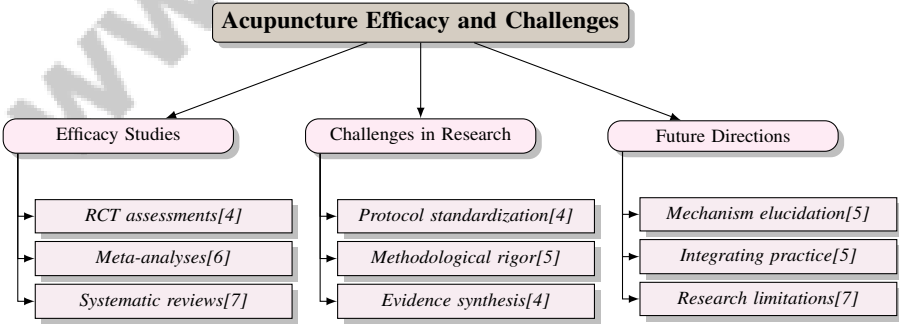 Acupuncture Efficacy and Challenges
Efficacy Studies
RCT assessments[4]
Meta-analyses[6]
Systematic reviews[7]
Challenges in Research
Protocol standardization[4]
Methodological rigor[5]
Evidence synthesis[4]
Future Directions
Mechanism elucidation[5]
Integrating practice[5]
Research limitations[7]